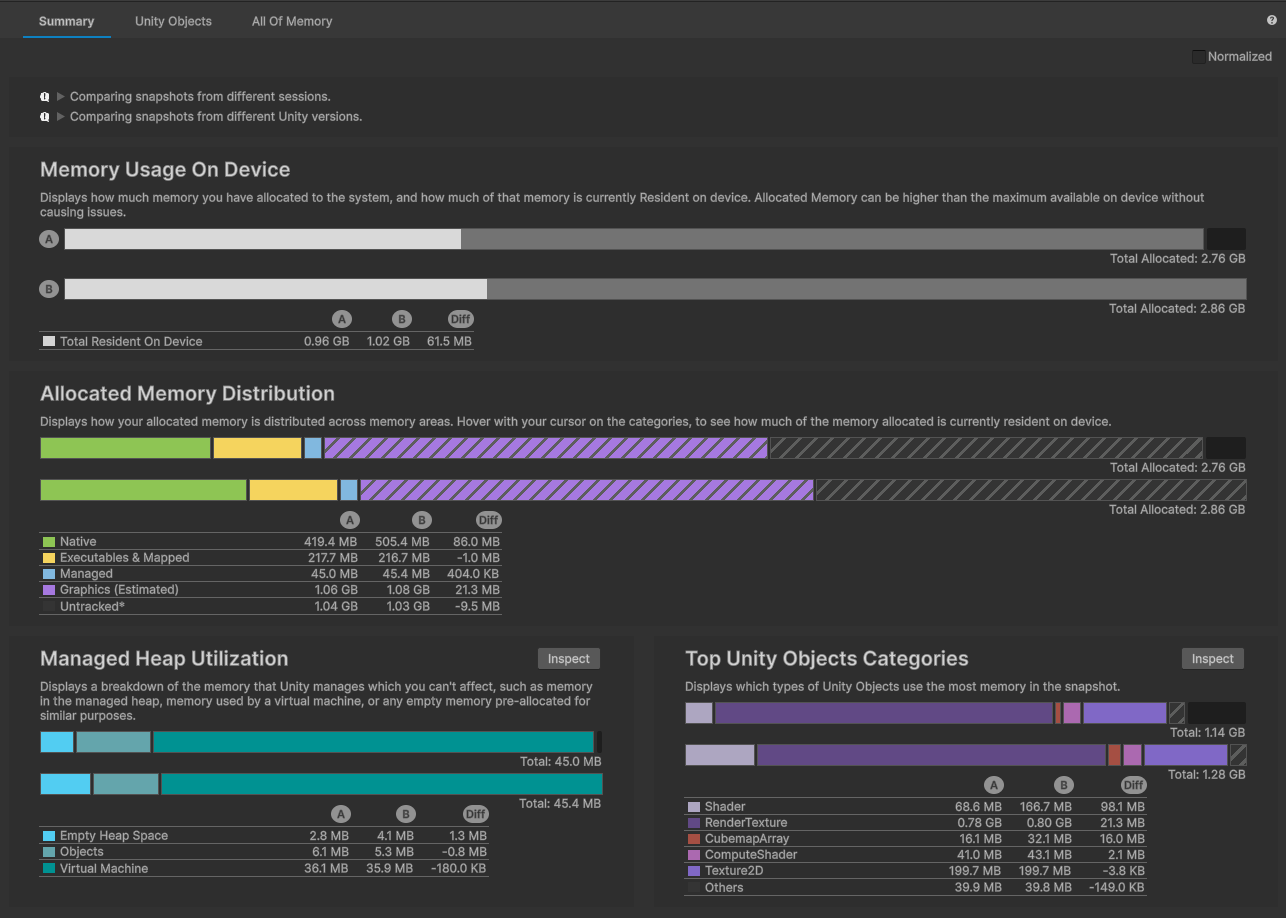 Summary Unity Objects All Of Memory
Normalized
Comparing snapshots from different sessions.
Comparing snapshots from different Unity versions.
Memory Usage On Device
Displays how much memory you have allocated to the system, and how much of that memory is currently Resident on device. Allocated Memory can be higher than the maximum available on device without
causing issues.
A
Total Allocated: 2.76 GB
B
Total Allocated: 2.86 GB
A B Diff
Total Resident On Device 0.96 GB 1.02 GB 61.5 MB
Allocated Memory Distribution
Displays how your allocated memory is distributed across memory areas. Hover with your cursor on the categories, to see how much of the memory allocated is currently resident on device.
Total Allocated: 2.76 GB
Total Allocated: 2.86 GB
A B Diff
Native 419.4 MB 505.4 MB 86.0 MB
Executables & Mapped 217.7 MB 216.7 MB -1.0 MB
Managed 45.0 MB 45.4 MB 404.0 KB
Graphics (Estimated) 1.06 GB 1.08 GB 21.3 MB
Untracked* 1.04 GB 1.03 GB -9.5 MB
Managed Heap Utilization Inspect
Displays a breakdown of the memory that Unity manages which you can't affect, such as memory
in the managed heap, memory used by a virtual machine, or any empty memory pre-allocated for
similar purposes.
Total: 45.0 MB
Total: 45.4 MB
A B Diff
Empty Heap Space 2.8 MB 4.1 MB 1.3 MB
Objects 6.1 MB 5.3 MB -0.8 MB
Virtual Machine 36.1 MB 35.9 MB -180.0 KB
Top Unity Objects Categories Inspect
Displays which types of Unity Objects use the most memory in the snapshot.
Total: 1.14 GB
Total: 1.28 GB
A B Diff
Shader 68.6 MB 166.7 MB 98.1 MB
RenderTexture 0.78 GB 0.80 GB 21.3 MB
CubemapArray 16.1 MB 32.1 MB 16.0 MB
ComputeShader 41.0 MB 43.1 MB 2.1 MB
Texture2D 199.7 MB 199.7 MB -3.8 KB
Others 39.9 MB 39.8 MB -149.0 KB